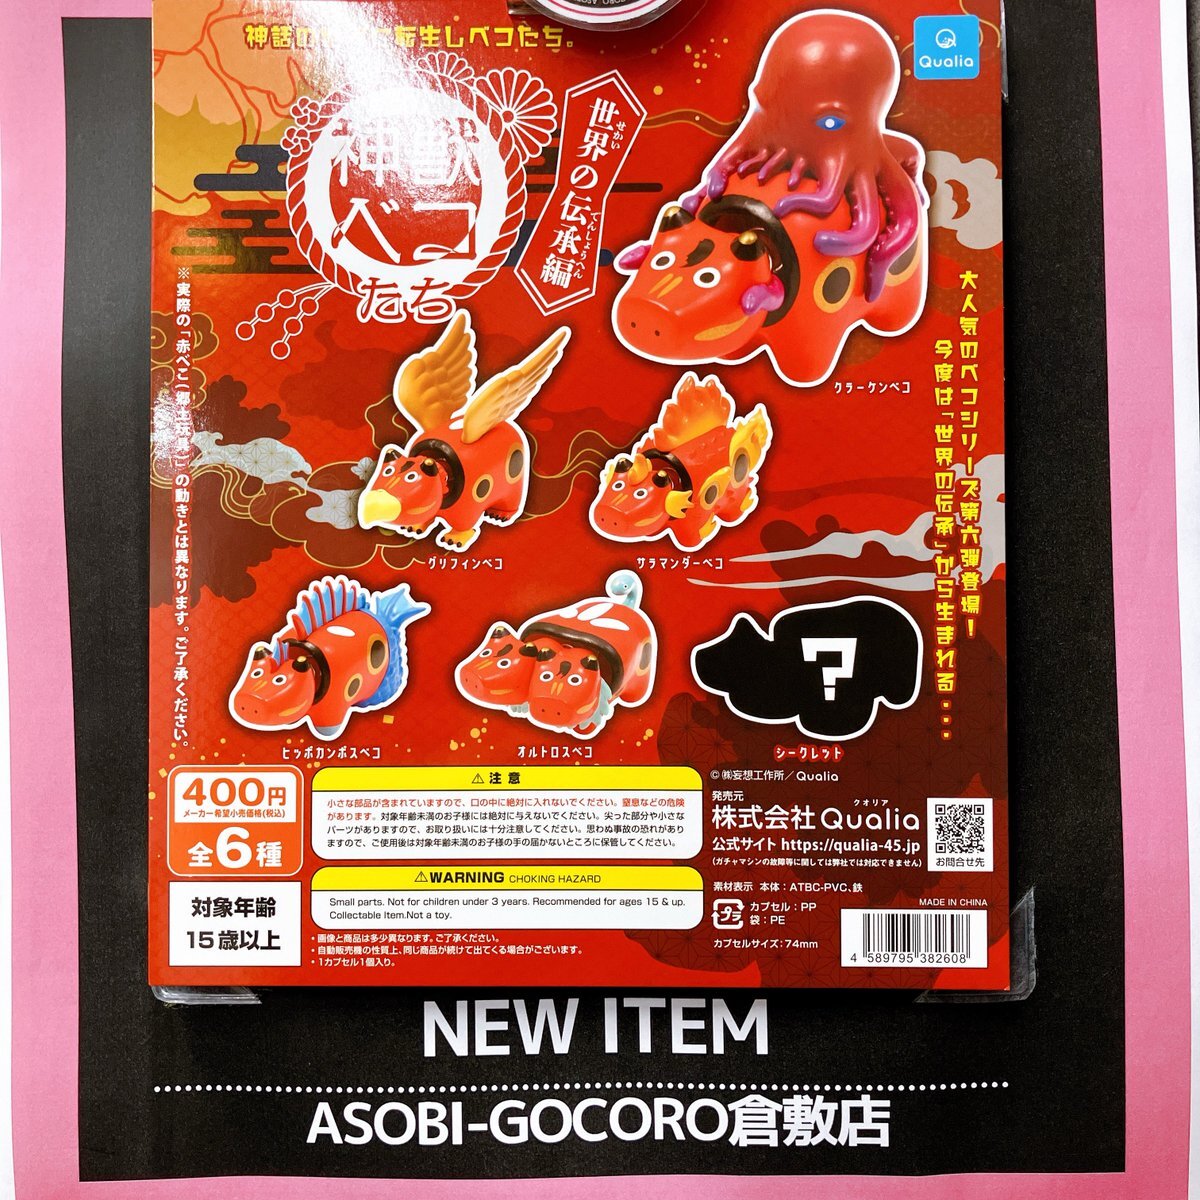 神話の
転生しベコたち。
Qualia
神獣
ベコ
たち
世界の伝承編
せかい
でんしょうへん
大人気のベコシリーズ第六弾登場!
今度は「世界の伝承」から生まれる・・・
※実際の「赤べこ(郷土玩具)」の動きとは異なります。ご了承ください。
クラーケンベコ
グリフィンベコ
サラマンダーベコ
ヒッポカンポスベコ
オルトロスベコ
?
シークレット
400円
メーカー希望小売価格(税込)
全6種
対象年齢
15歳以上
⚠注意
小さな部品が含まれていますので、口の中に絶対に入れないでください。窒息などの危険
があります。対象年齢未満のお子様には絶対に与えないでください。尖った部分や小さな
パーツがありますので、お取り扱いには十分注意してください。思わぬ事故の恐れがあり
ますので、ご使用後は対象年齢未満のお子様の手の届かないところに保管してください。
⚠WARNING CHOKING HAZARD
Small parts. Not for children under 3 years. Recommended for ages 15 & up.
Collectable Item.Not a toy.
・画像と商品は多少異なります。ご了承ください。
・自動販売機の性質上、同じ商品が続けて出てくる場合がございます。
・1カプセル1個入り。
©㈱妄想工作所/Qualia
発売元
クオリア
株式会社Qualia
公式サイト https://qualia-45.jp
(ガチャマシンの故障等に関しては弊社では対応できません)
お問合せ先
素材表示 本体:ATBC-PVC、鉄
プラ
カプセル:PP
袋:PE
カプセルサイズ:74mm
MADE IN CHINA
4 589795 382608
NEW ITEM
ASOBI-GOCORO倉敷店